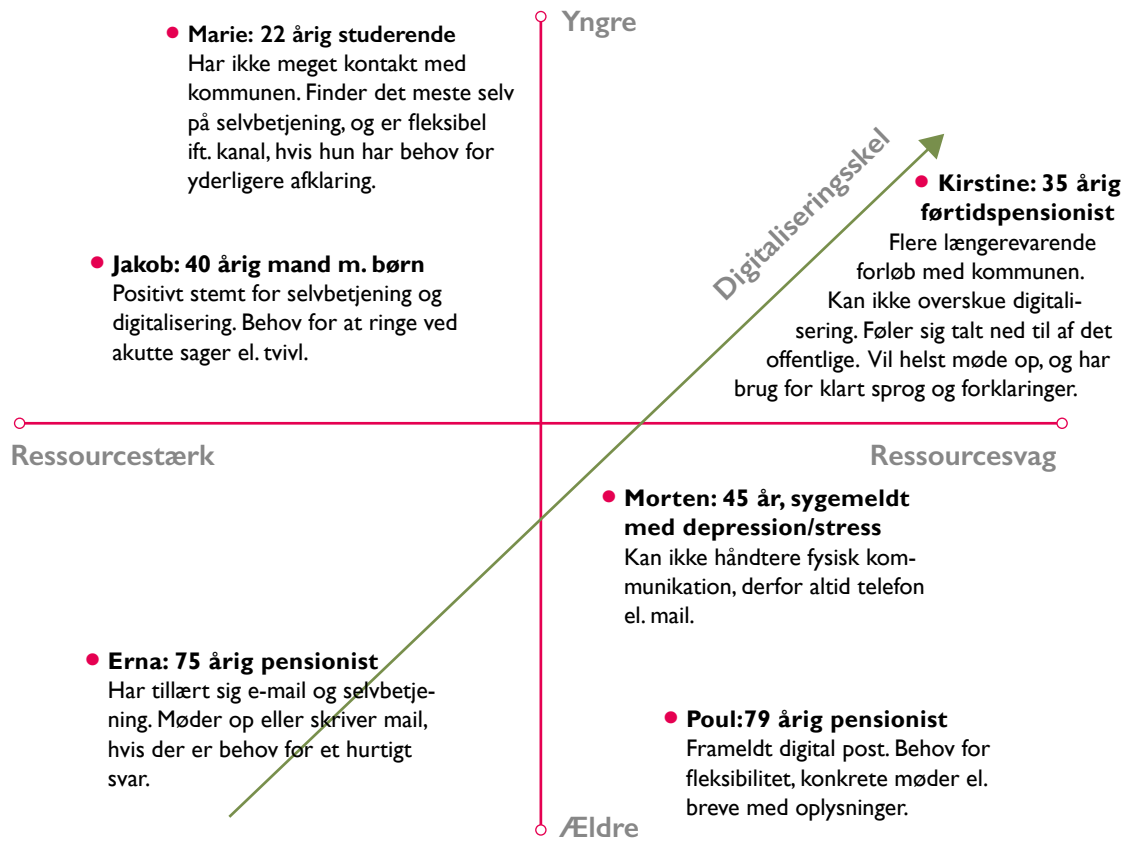 Yngre
• Marie: 22 årig studerende
Har ikke meget kontakt med
kommunen. Finder det meste selv
på selvbetjening, og er fleksibel
ift. kanal, hvis hun har behov for
yderligere afklaring.
Digitaliseringsskel
• Kirstine: 35 årig
førtidspensionist
Flere længerevarende
forløb med kommunen.
Kan ikke overskue digitali-
sering. Føler sig talt ned til af det
offentlige. Vil helst møde op, og har
brug for klart sprog og forklaringer.
• Jakob: 40 årig mand m. børn
Positivt stemt for selvbetjening og
digitalisering. Behov for at ringe ved
akutte sager el. tvivl.
Ressourcestærk
Ressourcesvag
• Morten: 45 år, sygemeldt
med depression/stress
Kan ikke håndtere fysisk kom-
munikation, derfor altid telefon
el. mail.
• Erna: 75 årig pensionist
Har tillært sig e-mail og selvbetje-
ning. Møder op eller skriver mail,
hvis der er behov for et hurtigt
svar.
• Poul:79 årig pensionist
Frameldt digital post. Behov for
fleksibilitet, konkrete møder el.
breve med oplysninger.
Ældre